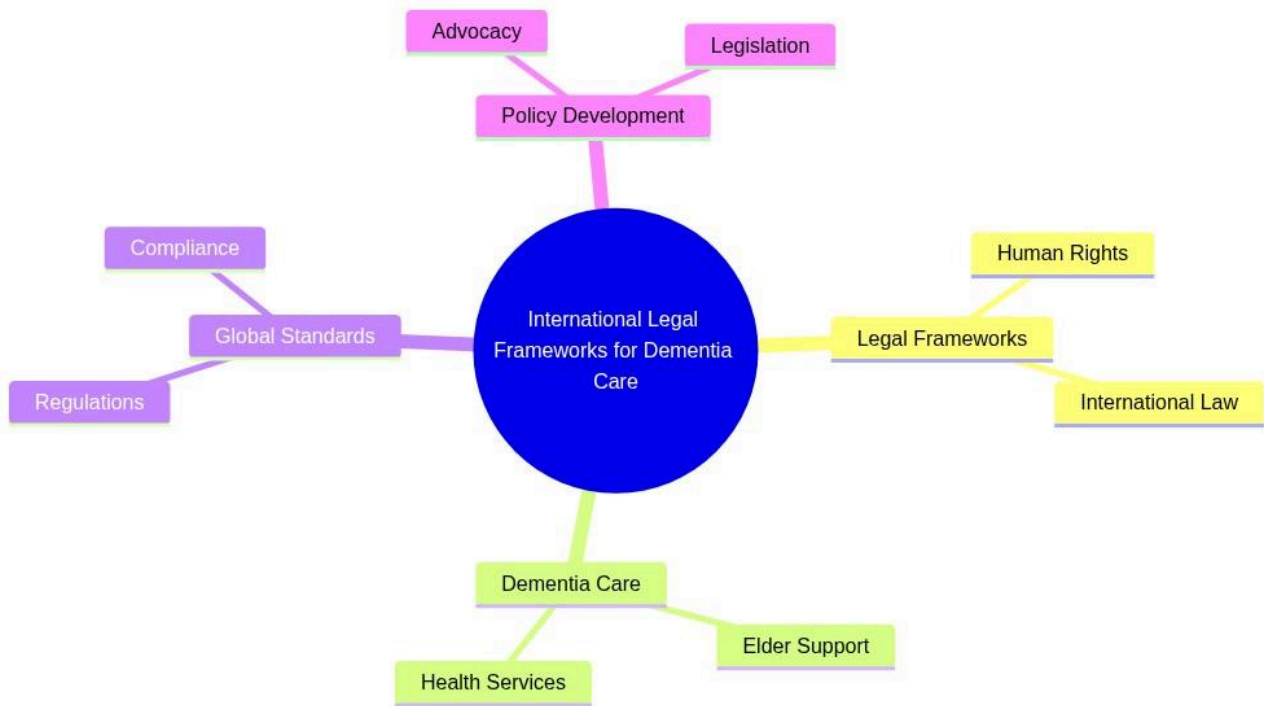 Advocacy
Legislation
Policy Development
Compliance
Human Rights
Global Standards
International Legal
Frameworks for Dementia
Care
Legal Frameworks
Regulations
International Law
Dementia Care
Elder Support
Health Services